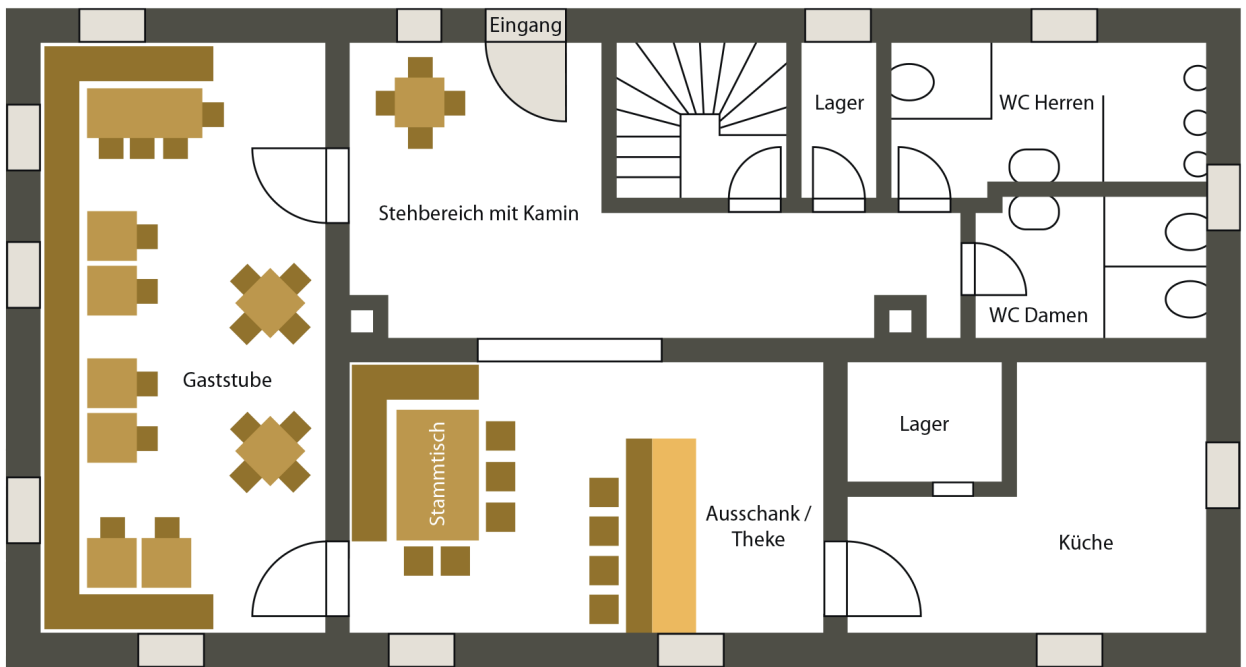 Eingang
Lager
WC Herren
Stehbereich mit Kamin
WC Damen
Gaststube
Lager
Stammtisch
Ausschank /
Theke
Küche